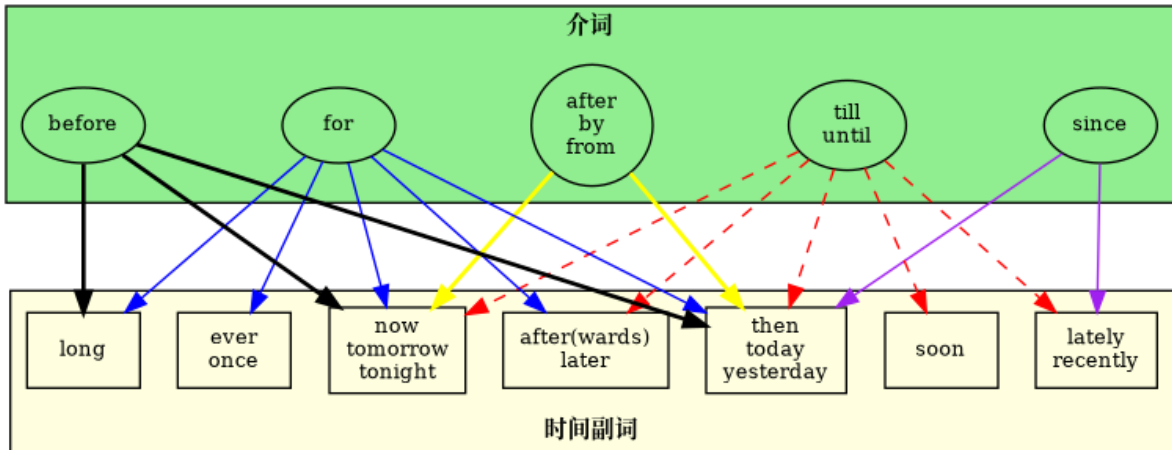 介词
before
for
after
by
from
till
until
since
long
ever
once
now
tomorrow
tonight
after(wards)
later
then
today
yesterday
soon
lately
recently
时间副词